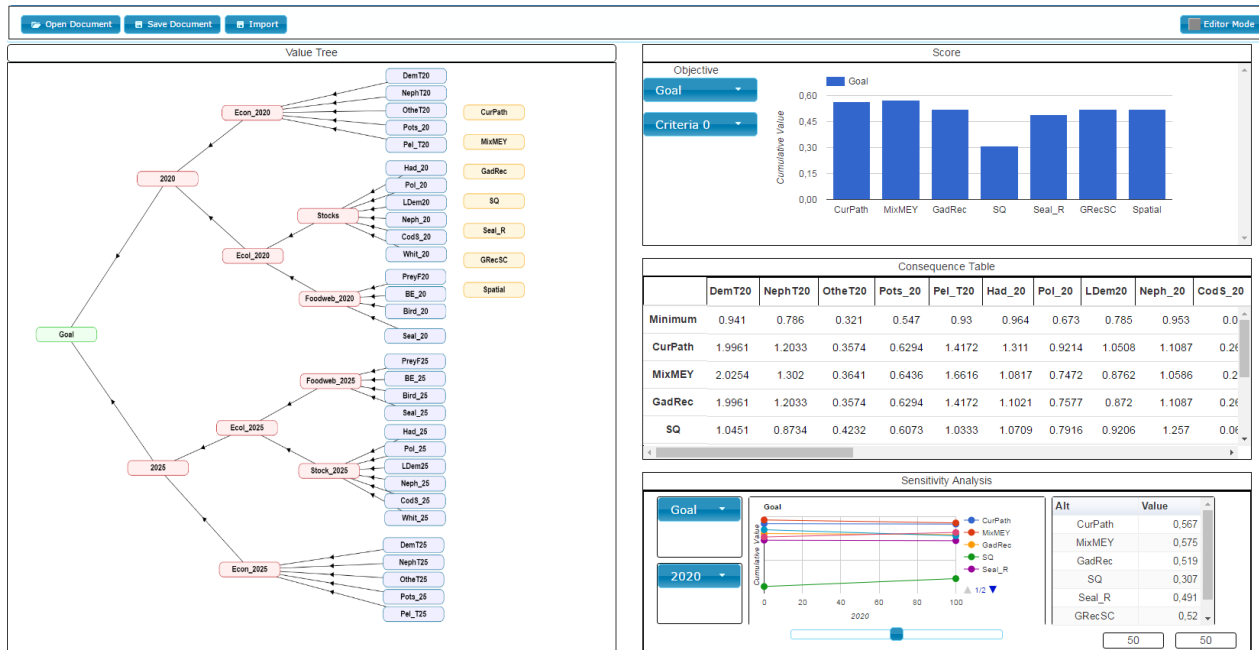 Open Document Save Document Import Editor Mode
Value Tree
DemT20
NephT20
Econ_2020 OtheT20 CurPath
Pots_20
Pel_T20 MixMEY
Had_20 GadRec
2020 Pol_20
LDem20 SQ
Stocks Neph_20
CodS_20 Seal_R
Ecol_2020 Whit_20 GRecSC
PreyF20
Foodweb_2020 BE_20 Spatial
Bird_20
Goal Seal_20
PreyF25
Foodweb_2025 BE_25
Bird_25
Seal_25
Ecol_2025 Had_25
Pol_25
2025 Stock_2025 LDem25
Neph_25
CodS_25
Whit_25
DemT25
NephT25
Econ_2025 OtheT25
Pots_25
Pel_T25
Score
Objective
Goal
Criteria 0
Goal
Cumulative Value
0,60
0,45
0,30
0,15
0,00
CurPath MixMEY GadRec SQ Seal_R GRecSC Spatial
Consequence Table
DemT20 NephT20 OtheT20 Pots_20 Pel_T20 Had_20 Pol_20 LDem20 Neph_20 CodS_20
Minimum 0.941 0.786 0.321 0.547 0.93 0.964 0.673 0.785 0.953 0.0
CurPath 1.9961 1.2033 0.3574 0.6294 1.4172 1.311 0.9214 1.0508 1.1087 0.26
MixMEY 2.0254 1.302 0.3641 0.6436 1.6616 1.0817 0.7472 0.8762 1.0586 0.2
GadRec 1.9961 1.2033 0.3574 0.6294 1.4172 1.1021 0.7577 0.872 1.1087 0.26
SQ 1.0451 0.8734 0.4232 0.6073 1.0333 1.0709 0.7916 0.9206 1.257 0.06
Sensitivity Analysis
Goal
2020
Goal
Cumulative Value
CurPath
MixMEY
GadRec
SQ
Seal_R
1/2
0 20 40 60 80 100
2020
Alt Value
CurPath 0,567
MixMEY 0,575
GadRec 0,519
SQ 0,307
Seal_R 0,491
GRecSC 0,52
50 50